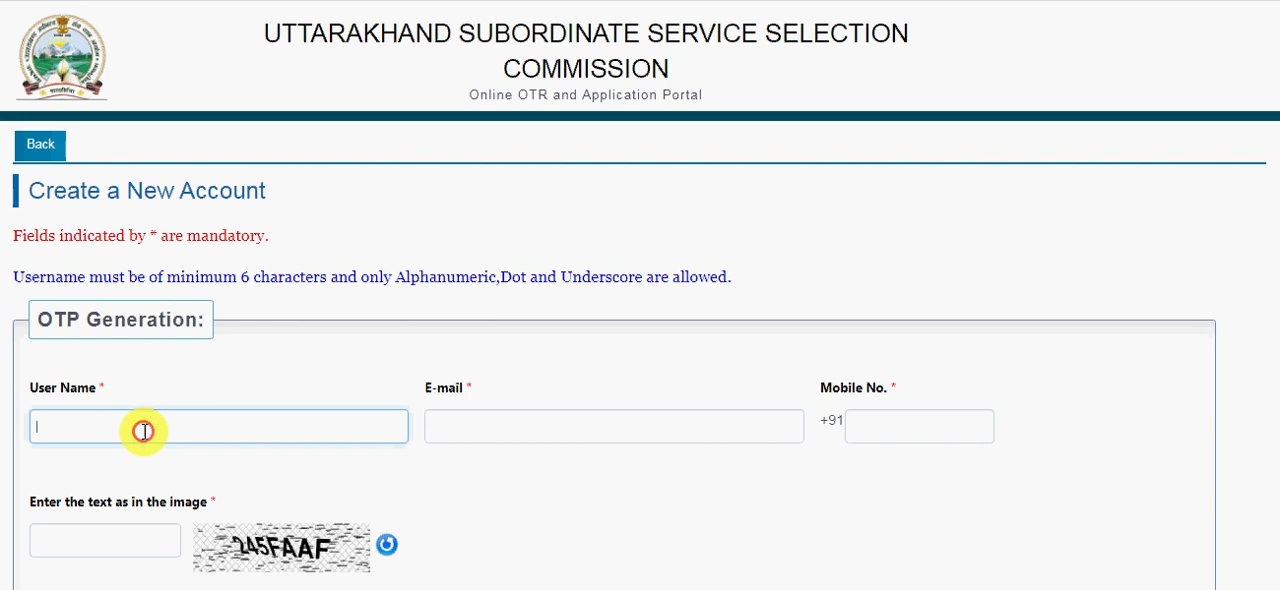 UTTARAKHAND SUBORDINATE SERVICE SELECTION
COMMISSION
Online OTR and Application Portal
Back
Create a New Account
Fields indicated by * are mandatory.
Username must be of minimum 6 characters and only Alphanumeric,Dot and Underscore are allowed.
OTP Generation:
User Name * E-mail * Mobile No. *
+91
Enter the text as in the image *
245FAAF